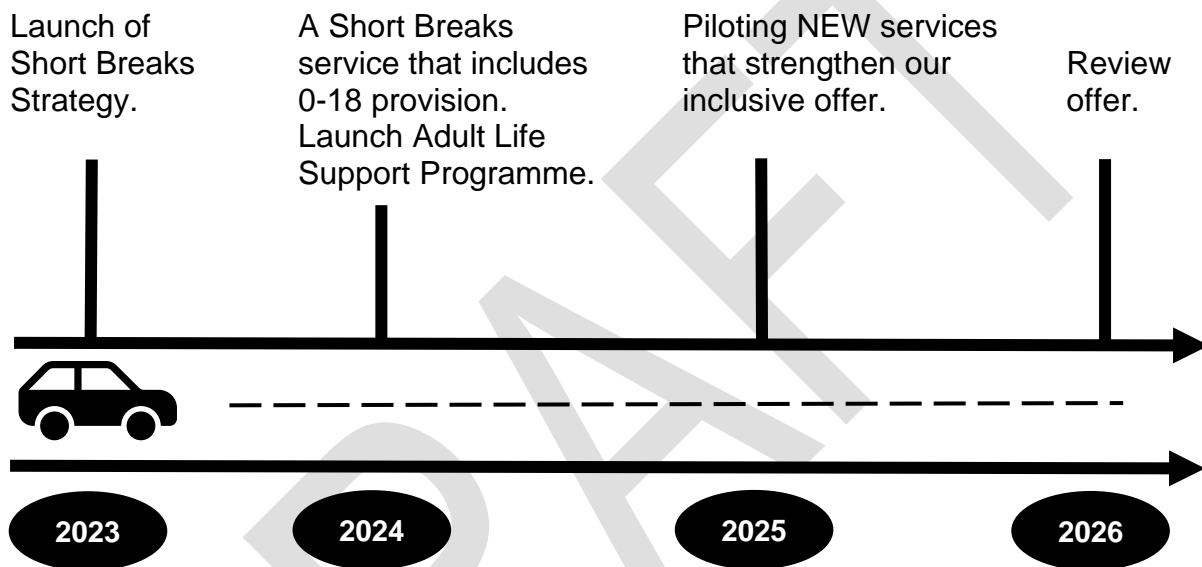 Launch of
Short Breaks
Strategy.
A Short Breaks
service that includes
0-18 provision.
Launch Adult Life
Support Programme.
Piloting NEW services
that strengthen our
inclusive offer.
Review
offer.
2023
2024
2025
2026
DRAFT